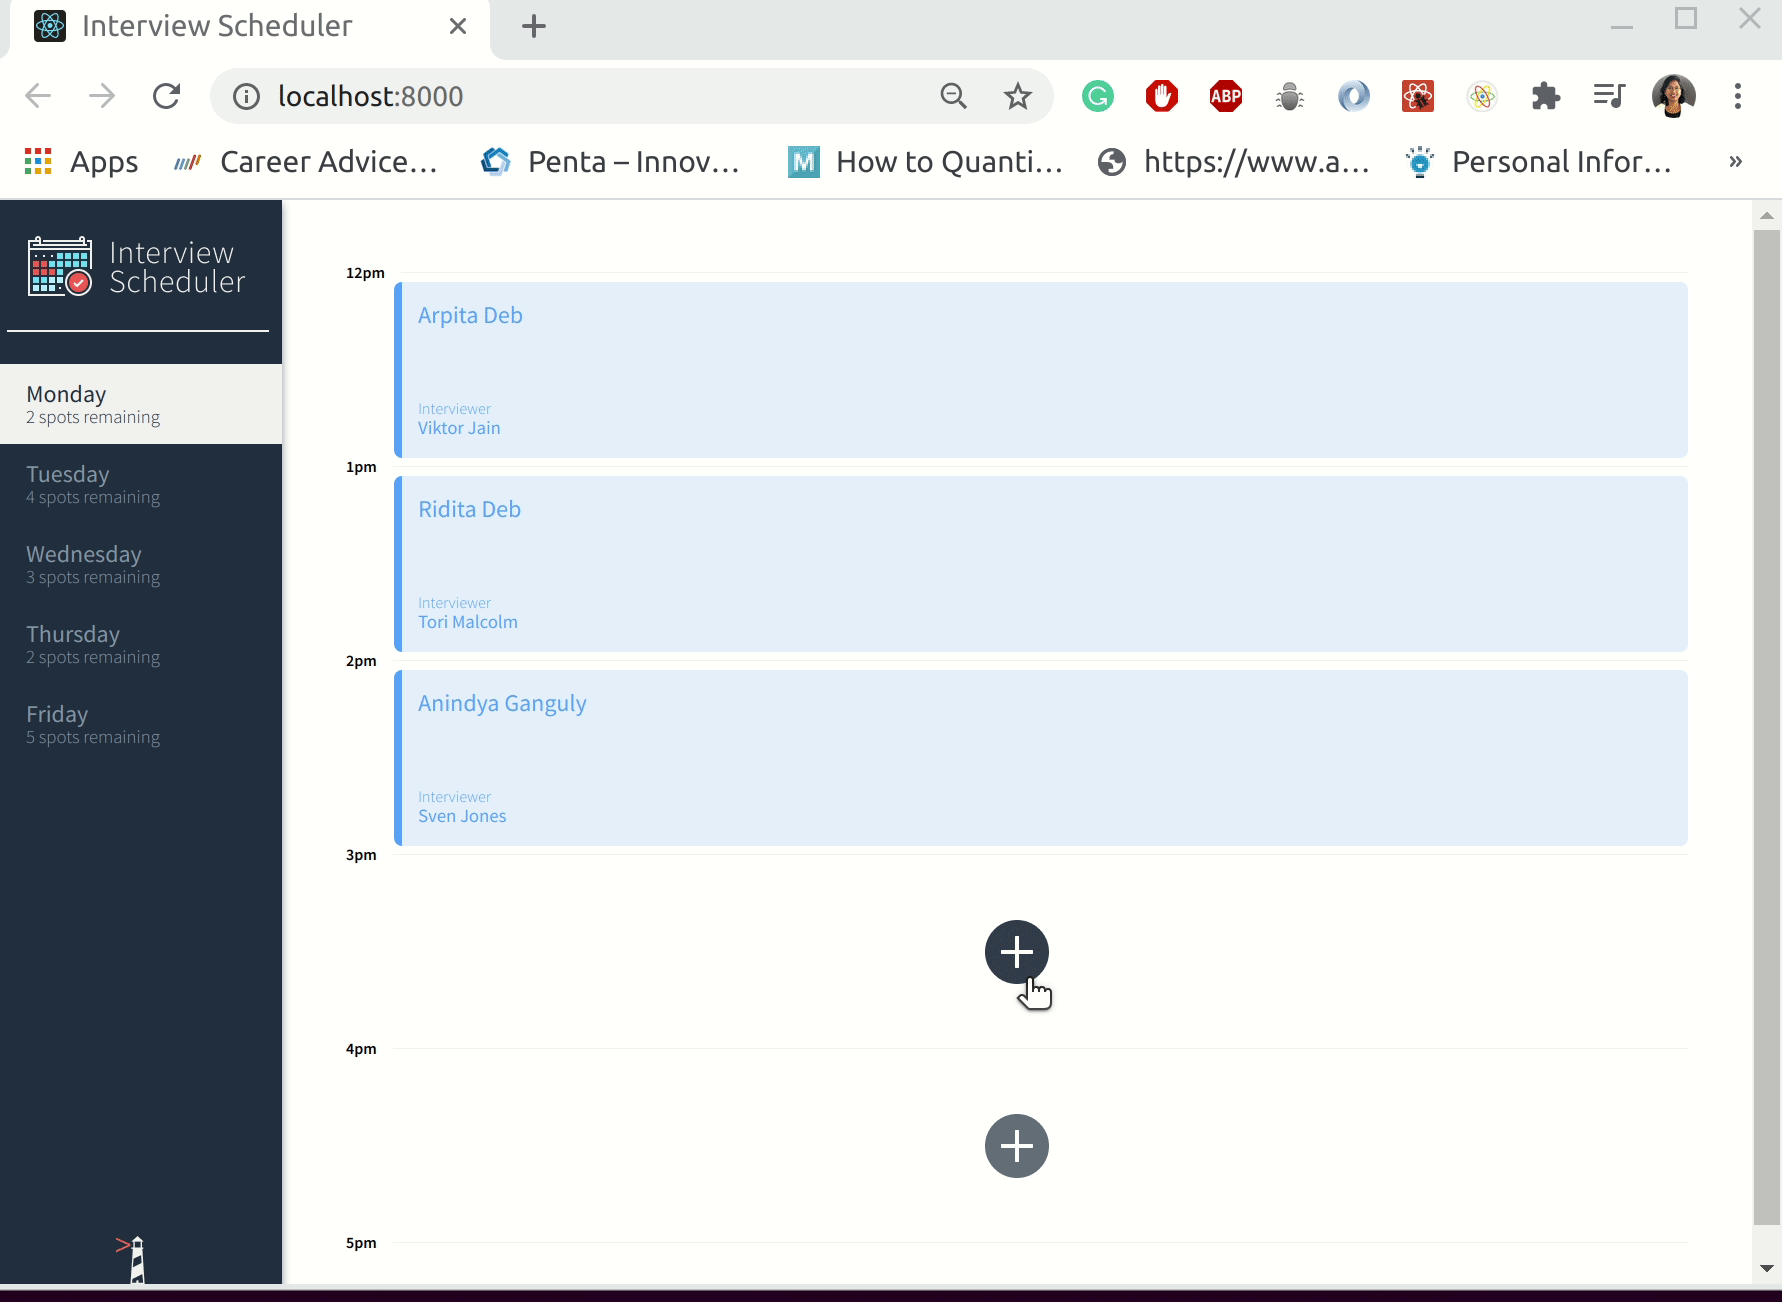 Interview Scheduler
localhost:8000
ABP
Apps
Career Advice...
Penta – Innov...
M
How to Quanti...
https://www.a...
Personal Infor...
»
Interview
Scheduler
Monday
2 spots remaining
Tuesday
4 spots remaining
Wednesday
3 spots remaining
Thursday
2 spots remaining
Friday
5 spots remaining
12pm
Arpita Deb
Interviewer
Viktor Jain
1pm
Ridita Deb
Interviewer
Tori Malcolm
2pm
Anindya Ganguly
Interviewer
Sven Jones
3pm
4pm
5pm